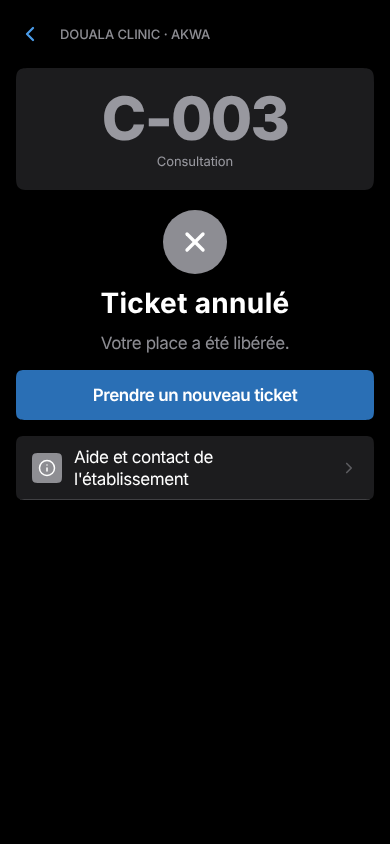 DOUALA CLINIC · AKWA
C-003
Consultation
Ticket annulé
Votre place a été libérée.
Prendre un nouveau ticket
Aide et contact de
l'établissement